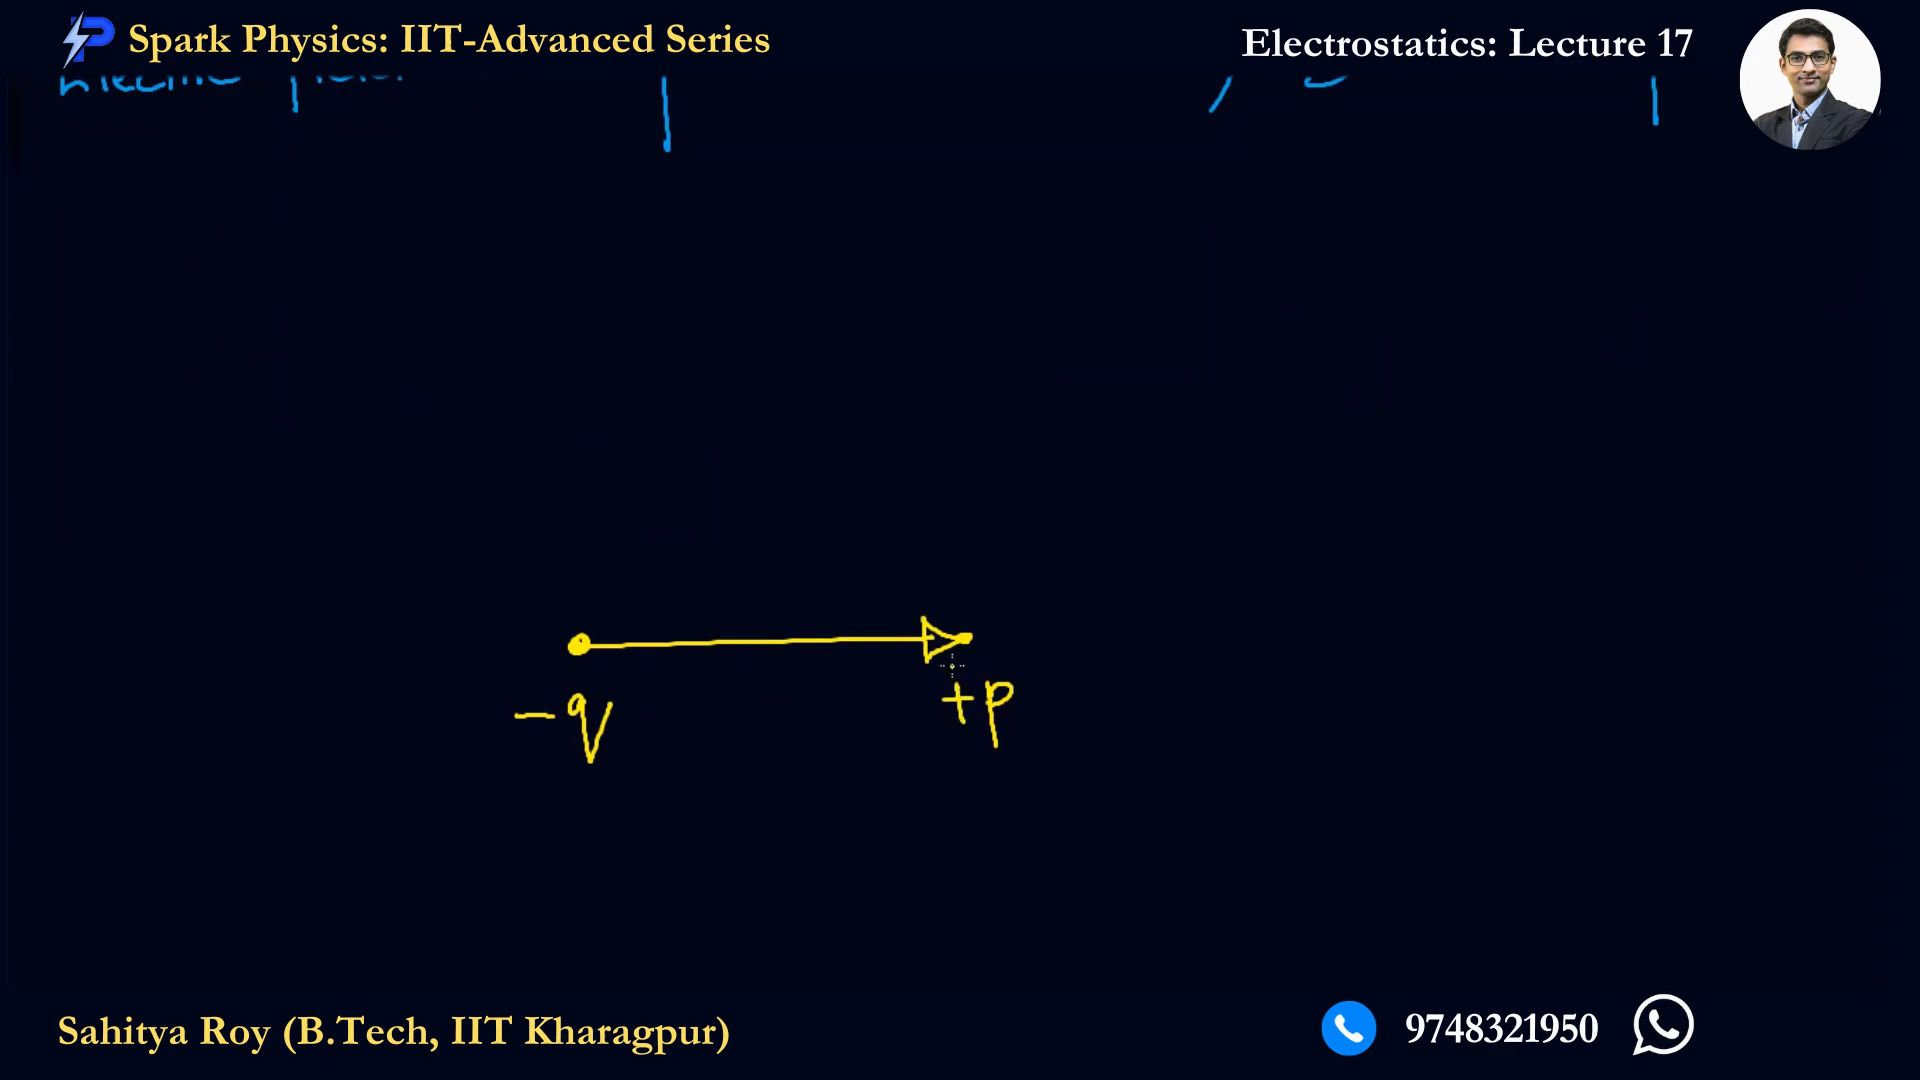 Spark Physics: IIT-Advanced Series
Electrostatics: Lecture 17
-q
+p
Sahitya Roy (B.Tech, IIT Kharagpur)
9748321950